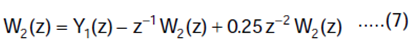 W₂(z) = Y₁(z) – z⁻¹ W₂(z) + 0.25 z⁻² W₂(z) .....(7)